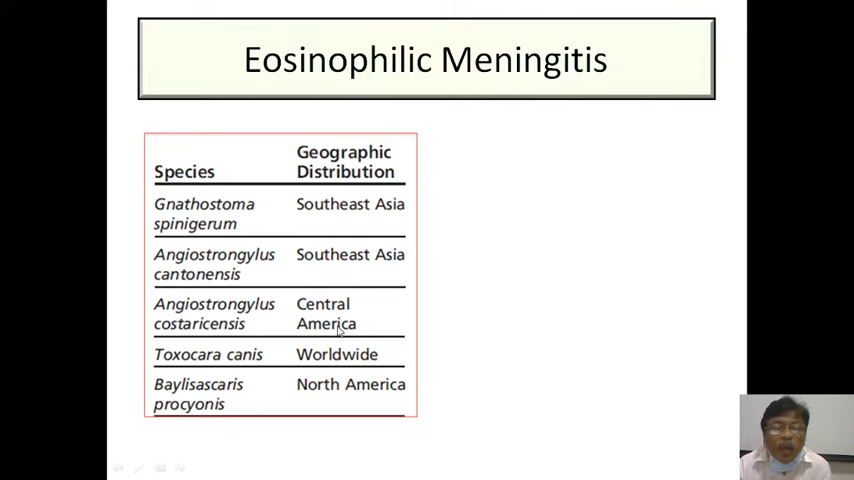 Eosinophilic Meningitis
Geographic
Species Distribution
Gnathostoma Southeast Asia
spinigerum
Angiostrongylus Southeast Asia
cantonensis
Angiostrongylus Central
costaricensis America
Toxocara canis Worldwide
Baylisascaris North America
procyonis